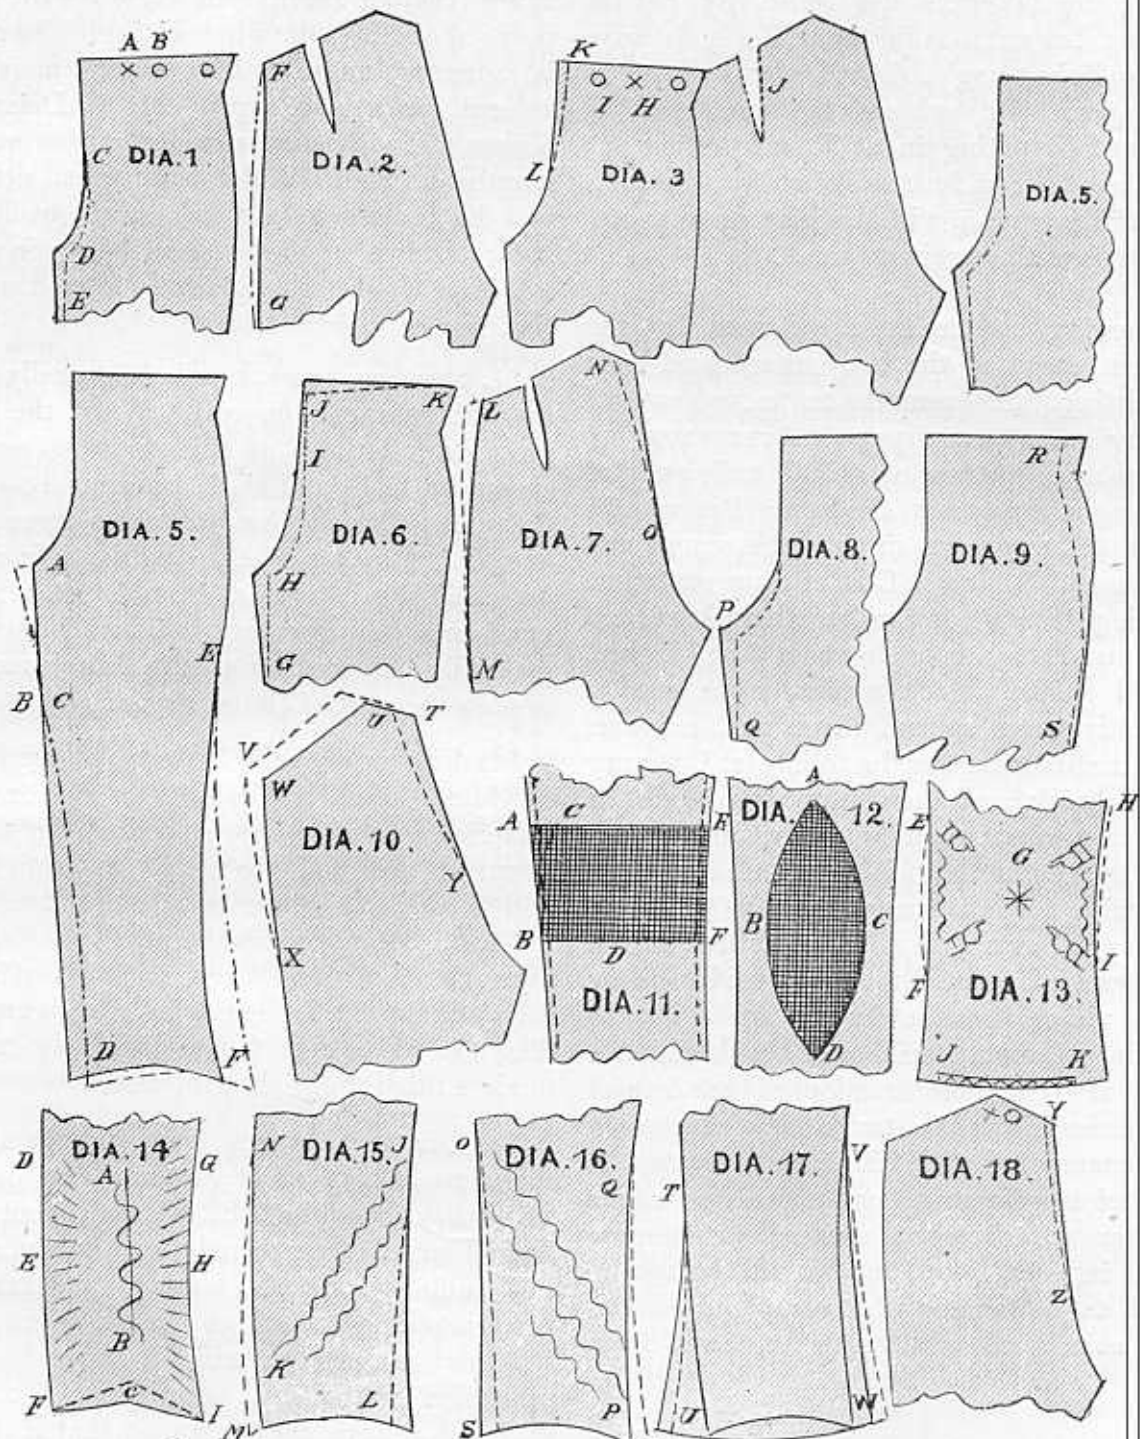 A B
C DIA.1.
D
E
F
DIA.2.
G
K
I H
L DIA. 3
J
DIA.5.
DIA.5.
A
E
B C
D F
J K
I
DIA.6.
H
G
L N
DIA.7.
O
M
P
DIA.8.
Q
R
DIA.9.
S
V U T
W
DIA.10.
Y
X
A C E
B D F
DIA.11.
A
DIA. 12.
B C
D
E H
G
F I
DIA.13.
J K
DIA.14
D A G
E H
B
F C I
N J
DIA.15.
K
L
M
O
DIA.16.
Q
P
S
DIA.17. V
T
U W
Y
DIA.18.
Z